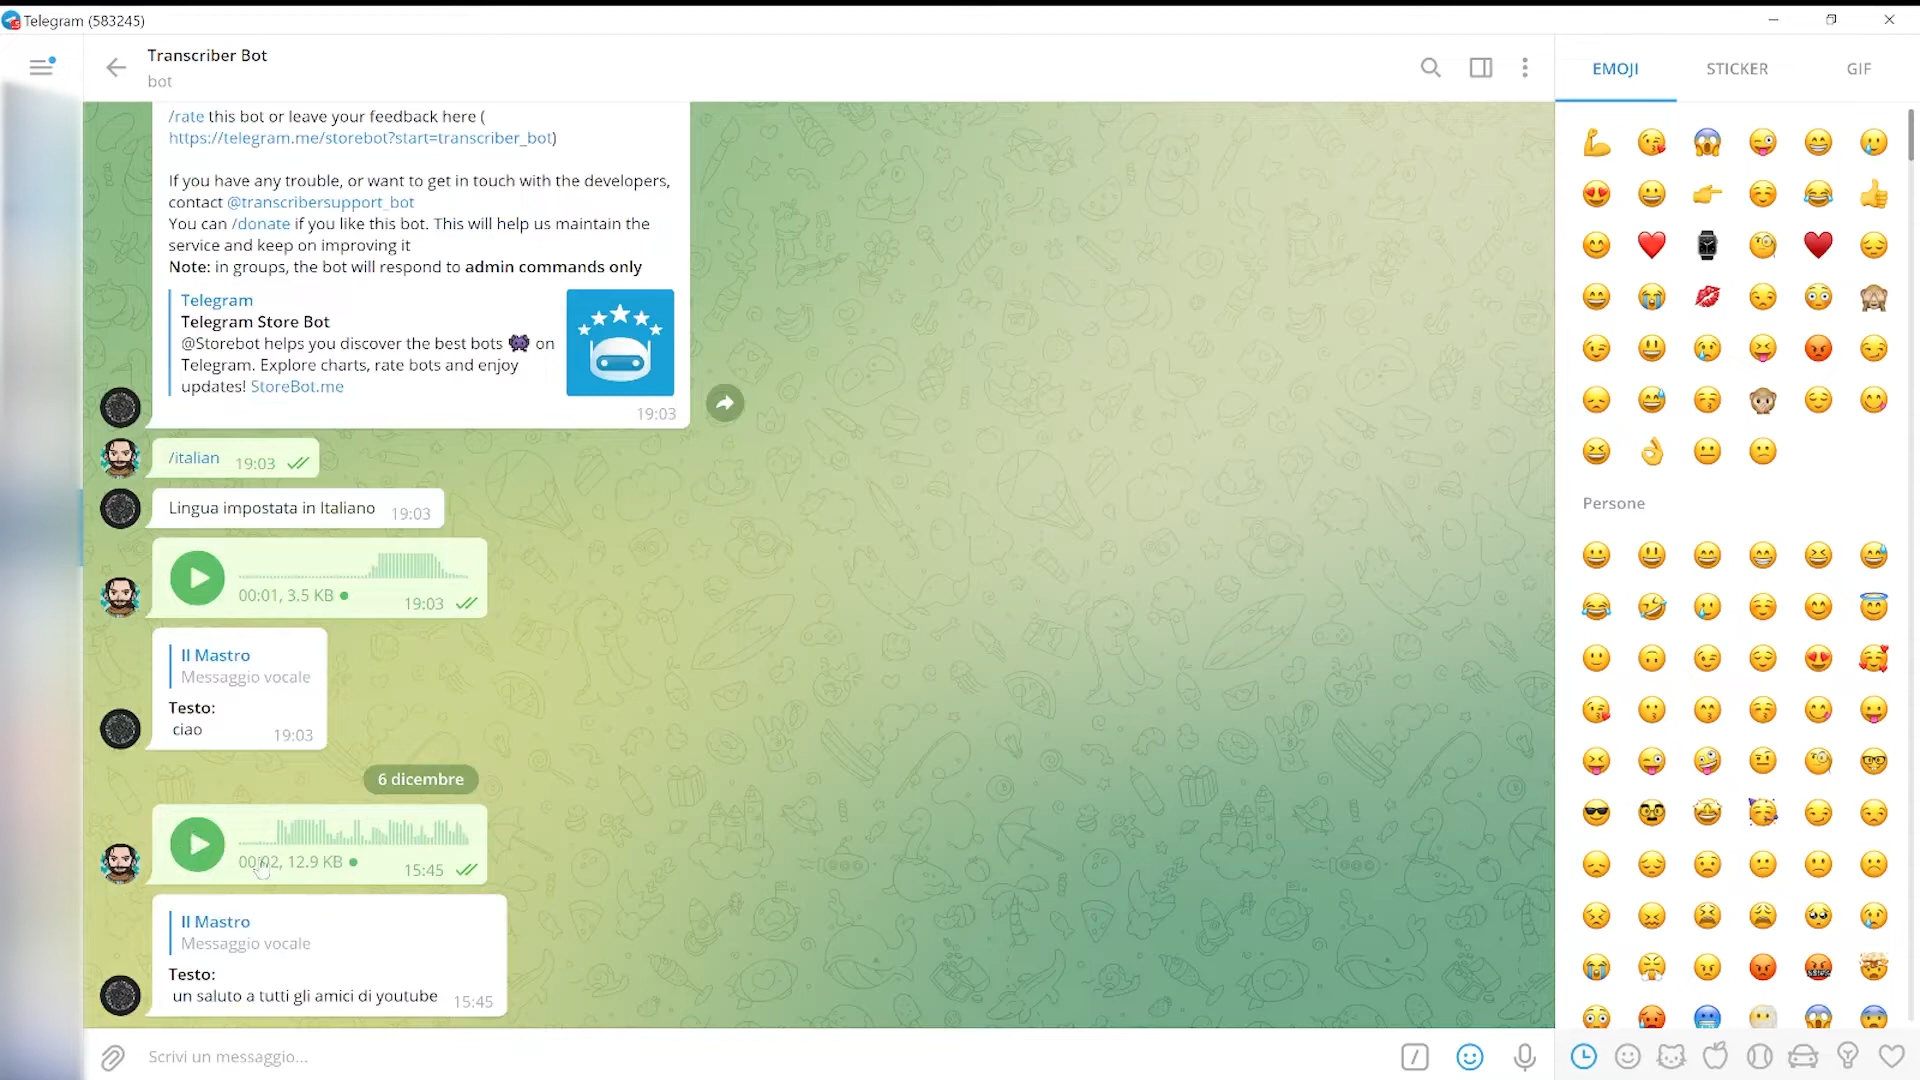 Telegram (583245)
Transcriber Bot
bot
EMOJI
STICKER
GIF
/rate this bot or leave your feedback here (
https://telegram.me/storebot?start=transcriber_bot)
If you have any trouble, or want to get in touch with the developers,
contact @transcribersupport_bot
You can /donate if you like this bot. This will help us maintain the
service and keep on improving it
Note: in groups, the bot will respond to admin commands only
Telegram
Telegram Store Bot
@Storebot helps you discover the best bots 👾 on
Telegram. Explore charts, rate bots and enjoy
updates! StoreBot.me
19:03
/italian 19:03
Lingua impostata in Italiano 19:03
00:01, 3.5 KB
19:03
Il Mastro
Messaggio vocale
Testo:
ciao
19:03
6 dicembre
00:02, 12.9 KB
15:45
Il Mastro
Messaggio vocale
Testo:
un saluto a tutti gli amici di youtube 15:45
Scrivi un messaggio...
Persone